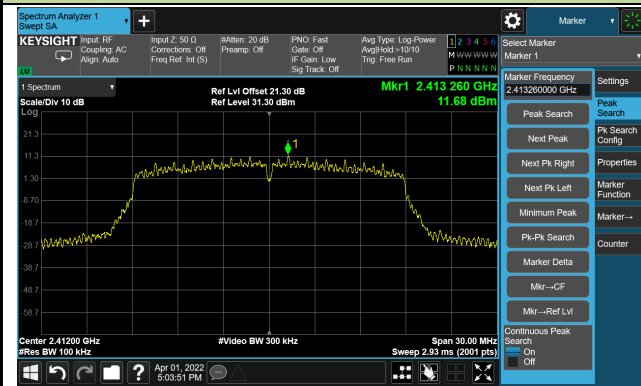 Spectrum Analyzer 1
Swept SA
KEYSIGHT
Input: RF
Coupling: AC
Align: Auto
Input Z: 50 Ω
Corrections: Off
Freq Ref: Int (S)
#Atten: 20 dB
Preamp: Off
PNO: Fast
Gate: Off
IF Gain: Low
Sig Track: Off
Avg Type: Log-Power
Avg|Hold:>10/10
Trig: Free Run
1 2 3 4 5 6
M W W W W W
P N N N N N
LXI
1 Spectrum
Scale/Div 10 dB
Ref Lvl Offset 21.30 dB
Ref Level 31.30 dBm
Mkr1 2.413 260 GHz
11.68 dBm
Log
21.3
11.3
1.30
-8.70
-18.7
-28.7
-38.7
-48.7
-58.7
1
Center 2.41200 GHz
#Res BW 100 kHz
#Video BW 300 kHz
Span 30.00 MHz
Sweep 2.93 ms (2001 pts)
Apr 01, 2022
5:03:51 PM
Marker
Select Marker
Marker 1
Marker Frequency
2.413260000 GHz
Peak Search
Next Peak
Next Pk Right
Next Pk Left
Minimum Peak
Pk-Pk Search
Marker Delta
Mkr→CF
Mkr→Ref Lvl
Continuous Peak
Search
On
Off
Settings
Peak
Search
Pk Search
Config
Properties
Marker
Function
Marker→
Counter